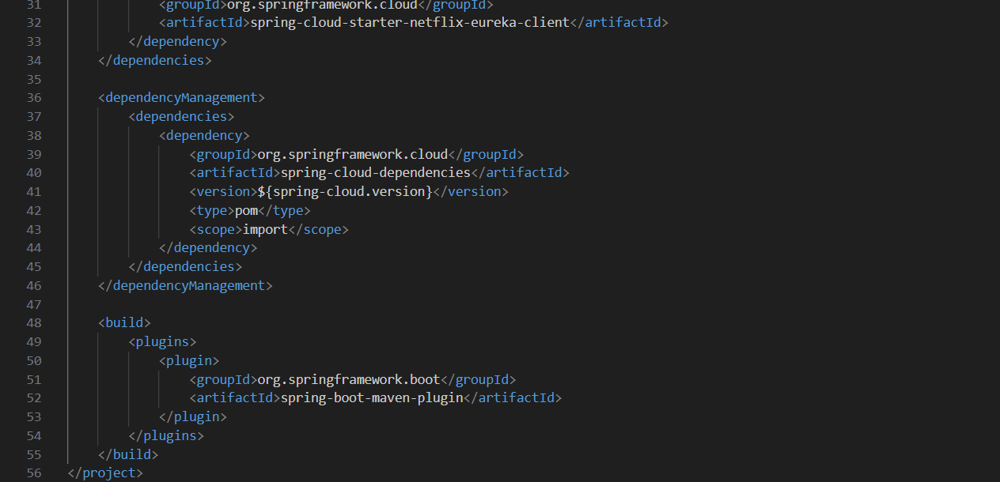 31 <groupId>org.springframework.cloud</groupId>
32 <artifactId>spring-cloud-starter-netflix-eureka-client</artifactId>
33 </dependency>
34 </dependencies>
35
36 <dependencyManagement>
37 <dependencies>
38 <dependency>
39 <groupId>org.springframework.cloud</groupId>
40 <artifactId>spring-cloud-dependencies</artifactId>
41 <version>${spring-cloud.version}</version>
42 <type>pom</type>
43 <scope>import</scope>
44 </dependency>
45 </dependencies>
46 </dependencyManagement>
47
48 <build>
49 <plugins>
50 <plugin>
51 <groupId>org.springframework.boot</groupId>
52 <artifactId>spring-boot-maven-plugin</artifactId>
53 </plugin>
54 </plugins>
55 </build>
56 </project>